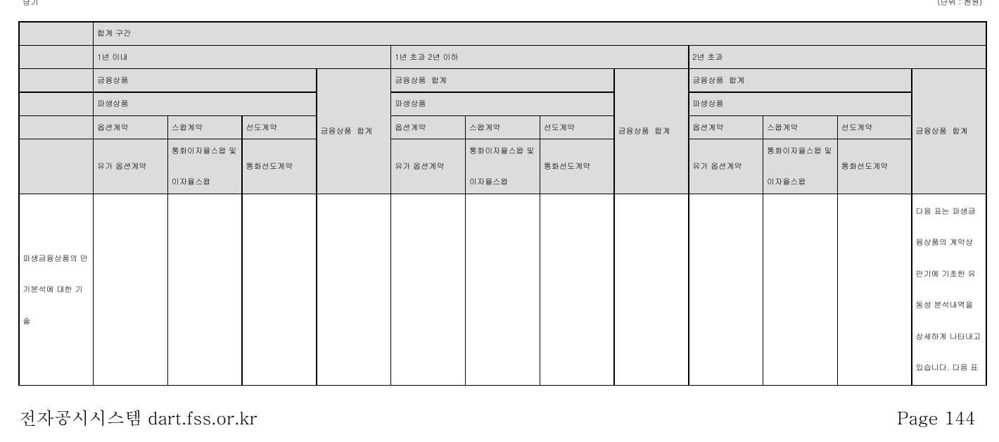 당기 (단위 : 천원)
합계 구간
1년 이내 1년 초과 2년 이하 2년 초과
금융상품 금융상품 합계 금융상품 합계
파생상품 파생상품 파생상품
옵션계약 스왑계약 선도계약 금융상품 합계 옵션계약 스왑계약 선도계약 금융상품 합계 옵션계약 스왑계약 선도계약 금융상품 합계
유가 옵션계약 통화이자율스왑 및 통화선도계약 유가 옵션계약 통화이자율스왑 및 통화선도계약 유가 옵션계약 통화이자율스왑 및 통화선도계약
이자율스왑 이자율스왑 이자율스왑
파생금융상품의 만
기분석에 대한 기
술
다음 표는 파생금
융상품의 계약상
만기에 기초한 유
동성 분석내역을
상세하게 나타내고
있습니다. 다음 표
전자공시시스템 dart.fss.or.kr Page 144